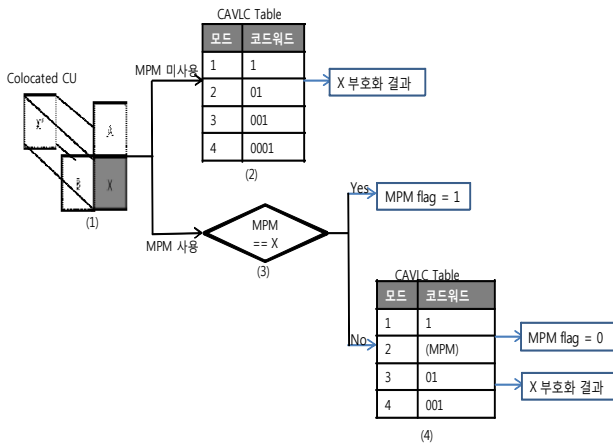 CAVLC Table
모드 코드워드
1 1
2 01
3 001
4 0001
(2)
MPM 미사용
X 부호화 결과
Colocated CU
X'
A
B
X
(1)
MPM 사용
MPM
== X
(3)
Yes
MPM flag = 1
No
CAVLC Table
모드 코드워드
1 1
2 (MPM)
3 01
4 001
(4)
MPM flag = 0
X 부호화 결과